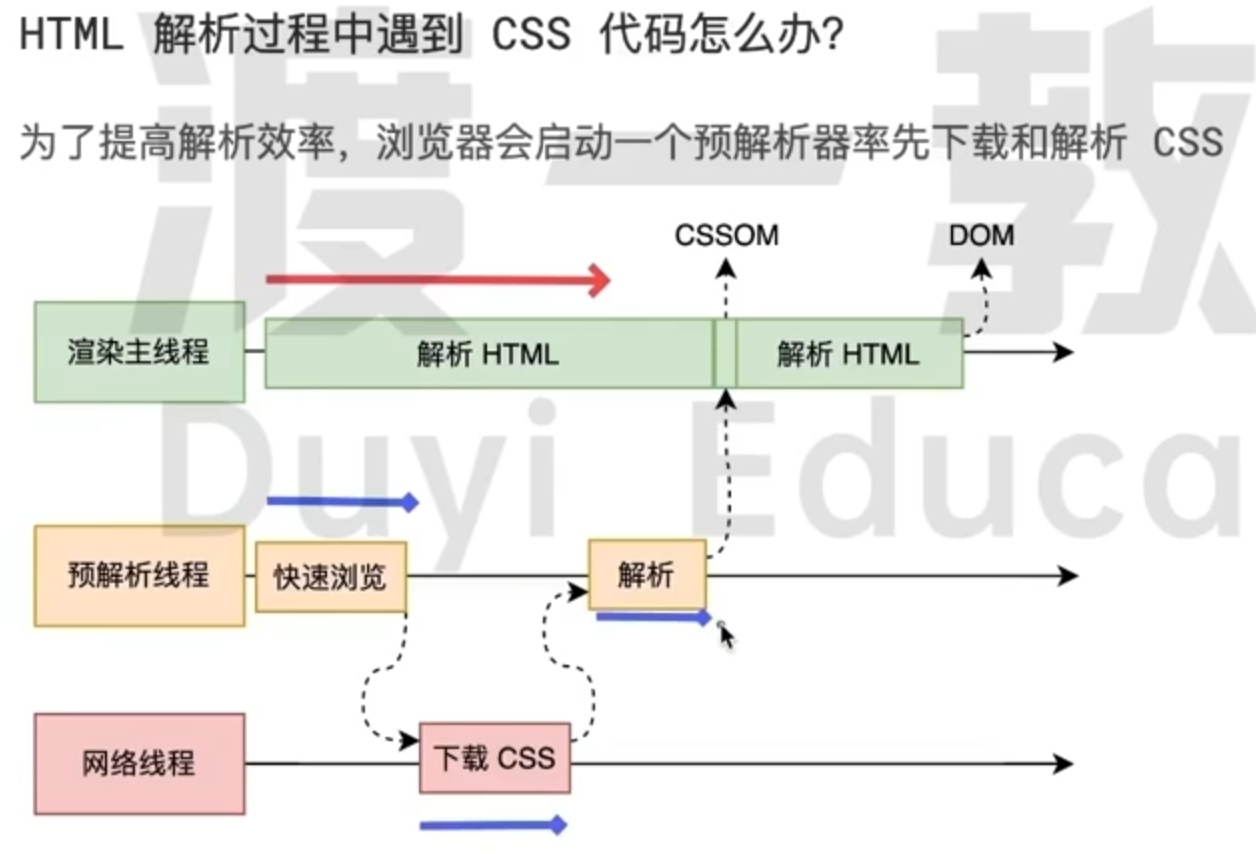 HTML 解析过程中遇到 CSS 代码怎么办？
为了提高解析效率，浏览器会启动一个预解析器率先下载和解析 CSS
CSSOM
DOM
渲染主线程
解析 HTML
解析 HTML
预解析线程
快速浏览
解析
网络线程
下载 CSS
渡一教
Duyi Educa